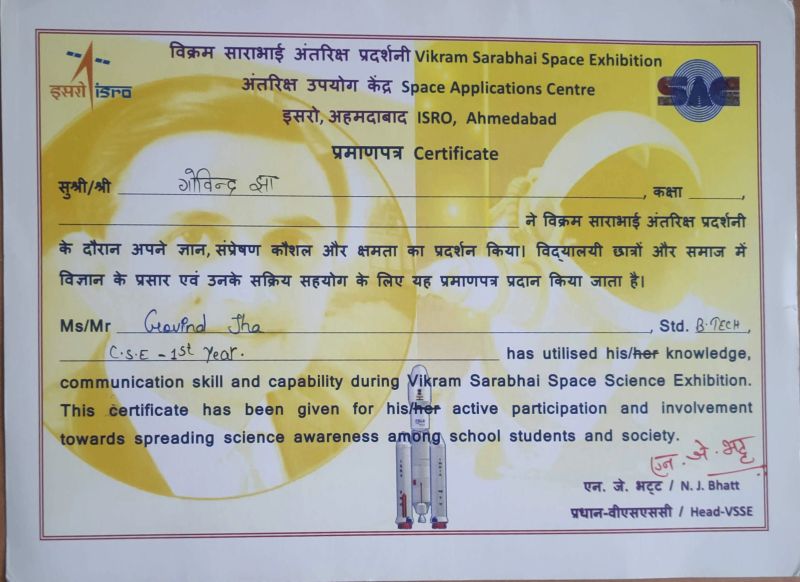 विक्रम साराभाई अंतरिक्ष प्रदर्शनी Vikram Sarabhai Space Exhibition
अंतरिक्ष उपयोग केंद्र Space Applications Centre
इसरो, अहमदाबाद ISRO, Ahmedabad
इसरो isro
SAC
प्रमाणपत्र Certificate
सुश्री/श्री गोविन्द झा, कक्षा ______,
______ ने विक्रम साराभाई अंतरिक्ष प्रदर्शनी
के दौरान अपने ज्ञान, संप्रेषण कौशल और क्षमता का प्रदर्शन किया। विद्यालयी छात्रों और समाज में
विज्ञान के प्रसार एवं उनके सक्रिय सहयोग के लिए यह प्रमाणपत्र प्रदान किया जाता है।
Ms/Mr Govind Jha, Std. B.TECH,
C.S.E - 1st Year. has utilised his/her knowledge,
communication skill and capability during Vikram Sarabhai Space Science Exhibition.
This certificate has been given for his/her active participation and involvement
towards spreading science awareness among school students and society.
एन. जे. भट्ट
एन. जे. भट्ट / N. J. Bhatt
प्रधान-वीएसएससी / Head-VSSE